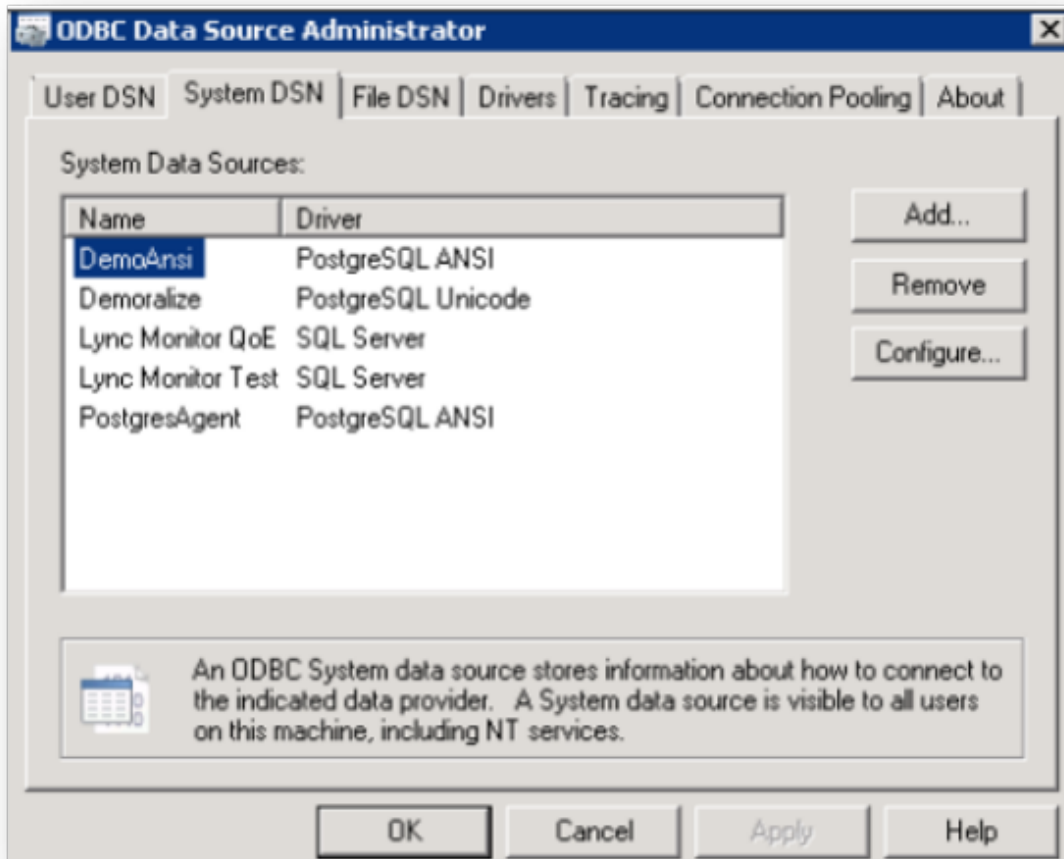 ODBC Data Source Administrator
User DSN System DSN File DSN Drivers Tracing Connection Pooling About
System Data Sources:
Name Driver
DemoAnsi PostgreSQL ANSI
Demoralize PostgreSQL Unicode
Lync Monitor QoE SQL Server
Lync Monitor Test SQL Server
PostgresAgent PostgreSQL ANSI
Add...
Remove
Configure...
An ODBC System data source stores information about how to connect to
the indicated data provider. A System data source is visible to all users
on this machine, including NT services.
OK Cancel Apply Help